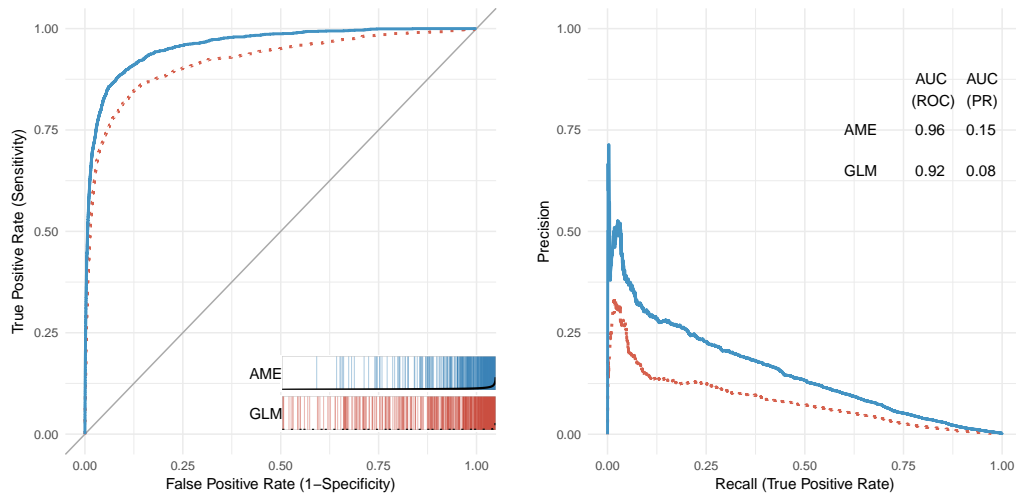 1.00
0.75
0.50
0.25
0.00
True Positive Rate (Sensitivity)
AME
GLM
0.00 0.25 0.50 0.75 1.00
False Positive Rate (1−Specificity)
1.00
0.75
0.50
0.25
0.00
Precision
AUC AUC
(ROC) (PR)
AME 0.96 0.15
GLM 0.92 0.08
0.00 0.25 0.50 0.75 1.00
Recall (True Positive Rate)